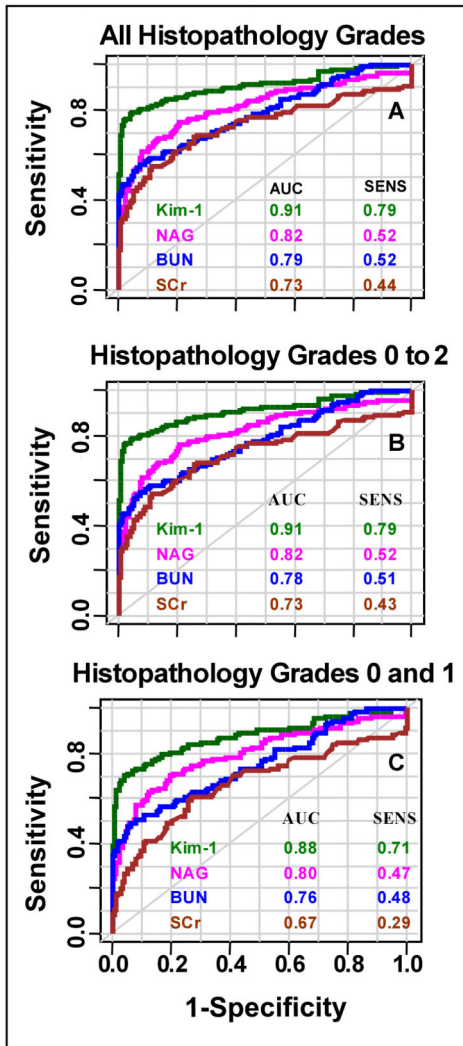 All Histopathology Grades
Sensitivity
0.8
0.4
0.0
A
AUC SENS
Kim-1 0.91 0.79
NAG 0.82 0.52
BUN 0.79 0.52
SCr 0.73 0.44
Histopathology Grades 0 to 2
Sensitivity
0.8
0.4
0.0
B
AUC SENS
Kim-1 0.91 0.79
NAG 0.82 0.52
BUN 0.78 0.51
SCr 0.73 0.43
Histopathology Grades 0 and 1
Sensitivity
0.8
0.4
0.0
C
AUC SENS
Kim-1 0.88 0.71
NAG 0.80 0.47
BUN 0.76 0.48
SCr 0.67 0.29
0.0 0.2 0.4 0.6 0.8 1.0
1-Specificity